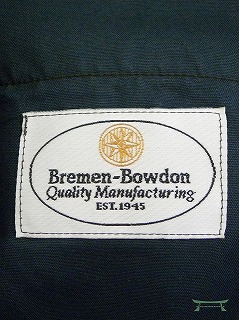 Bremen-Bowdon
Quality Manufacturing
EST. 1945